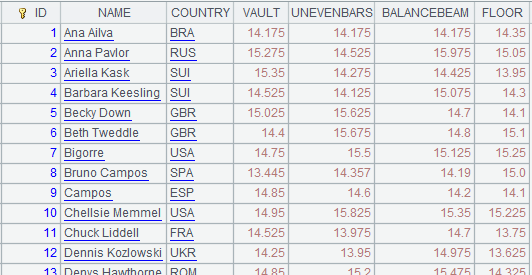 ID NAME COUNTRY VAULT UNEVENBARS BALANCEBEAM FLOOR
1 Ana Ailva BRA 14.175 14.175 14.175 14.35
2 Anna Pavlor RUS 15.275 14.525 15.975 15.05
3 Ariella Kask SUI 15.35 14.275 14.425 13.95
4 Barbara Keesling SUI 14.525 14.125 15.075 14.3
5 Becky Down GBR 15.025 15.625 14.7 14.1
6 Beth Tweddle GBR 14.4 15.675 14.8 15.1
7 Bigorre USA 14.75 15.5 15.125 15.25
8 Bruno Campos SPA 13.445 14.357 14.19 15.0
9 Campos ESP 14.85 14.6 14.2 14.1
10 Chellsie Memmel USA 14.95 15.825 15.35 15.225
11 Chuck Liddell FRA 14.525 13.975 14.7 13.75
12 Dennis Kozlowski UKR 14.25 13.95 14.975 13.625
13 Denys Hawthorne ROM 14.85 15.2 15.475 14.325